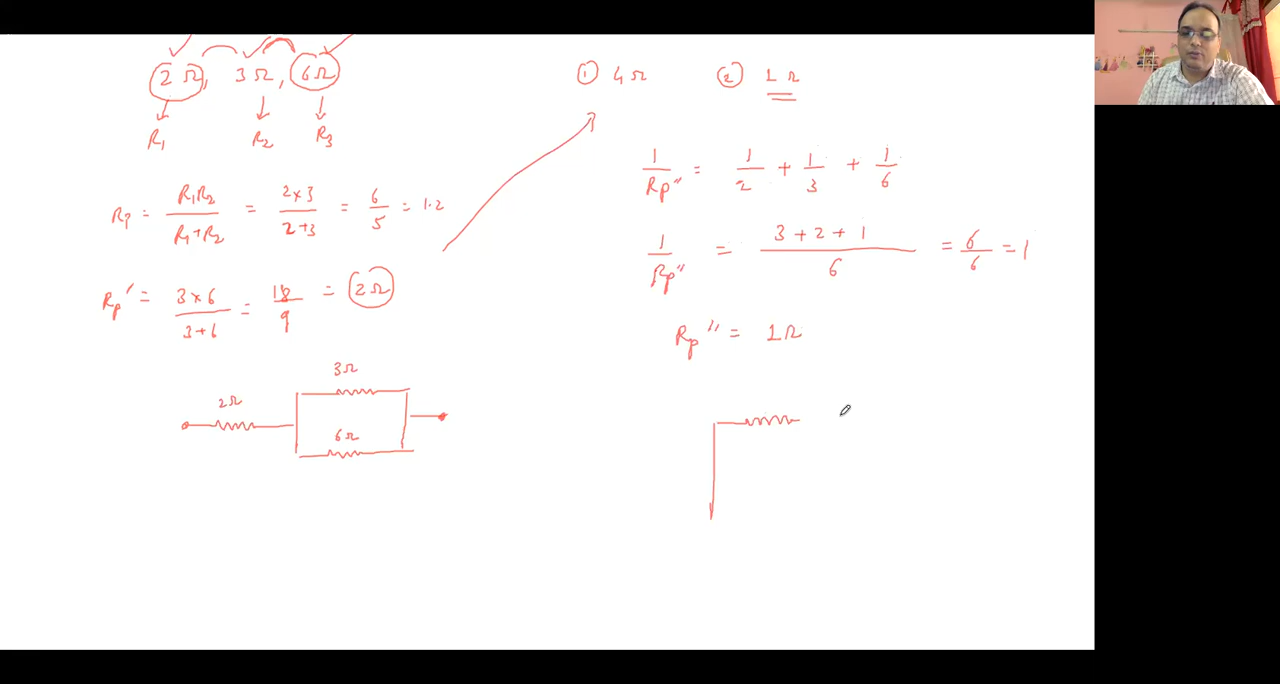 2 Ω, 3 Ω, 6Ω
R₁ R₂ R₃
Rp = R₁R₂ / R₁+R₂ = 2×3 / 2+3 = 6/5 = 1.2
Rp' = 3×6 / 3+6 = 18/9 = 2Ω
2Ω
3Ω
6Ω
① 4Ω ② 1Ω
1/Rp'' = 1/2 + 1/3 + 1/6
1/Rp'' = 3+2+1 / 6 = 6/6 = 1
Rp'' = 1Ω